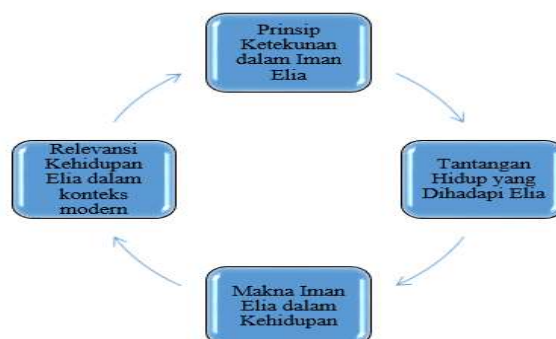 Prinsip
Ketekunan
dalam Iman
Elia
Tantangan
Hidup yang
Dihadapi Elia
Makna Iman
Elia dalam
Kehidupan
Relevansi
Kehidupan
Elia dalam
konteks
modern